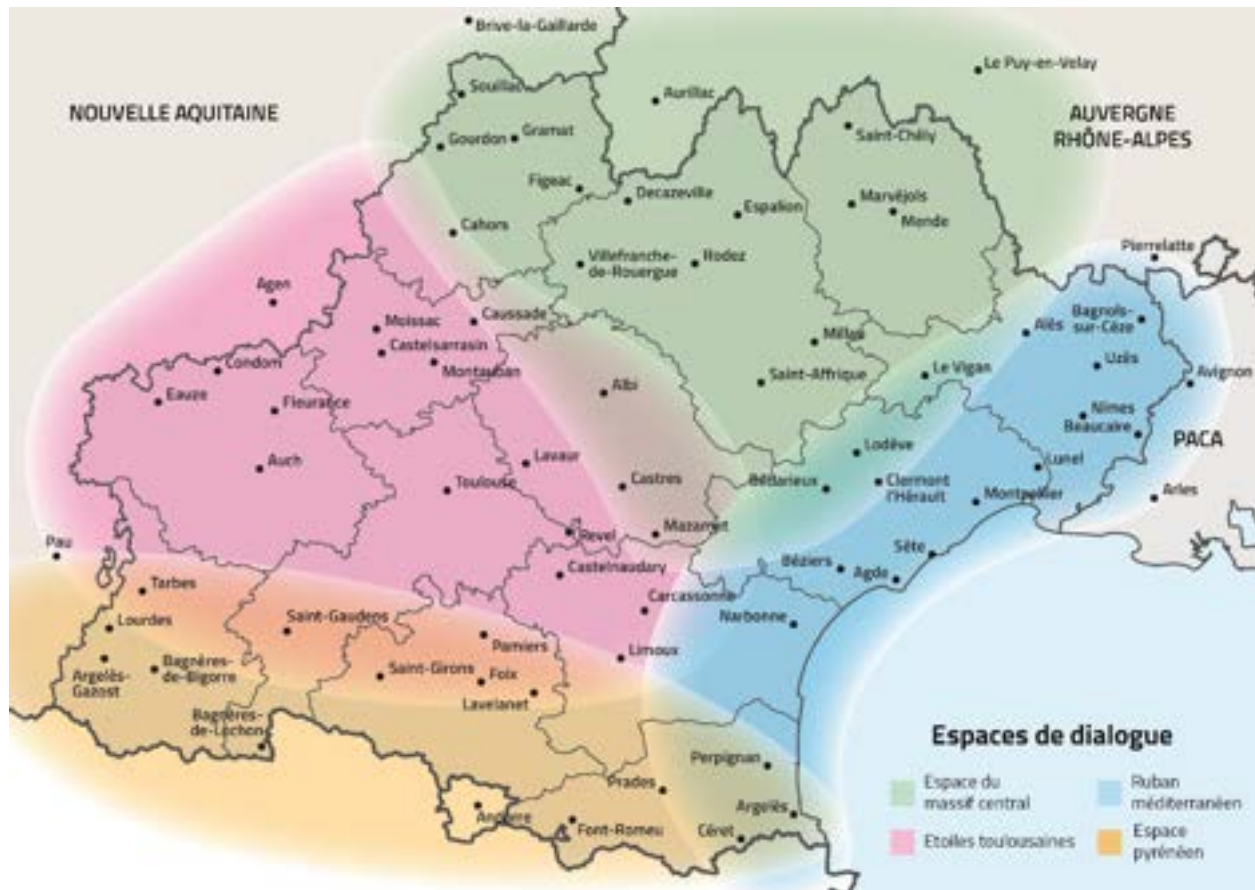 Brive-la-Gaillarde
Le Puy-en-Velay
Souillac
Aurillac
NOUVELLE AQUITAINE
AUVERGNE
RHÔNE-ALPES
Saint-Chilly
Gourdon
Gramat
Figeac
Decazeville
Espalion
Marvéjois
Mende
Cahors
Villefranche-
de-Rouergue
Rodez
Pierrelatte
Agen
Moissac
Caussade
Castelsarrasin
Montauban
Millau
Alès
Bagnols-
sur-Cèze
Condom
Eauze
Fleurance
Albi
Saint-Affrique
Le Vigan
Uzès
Avignon
Nîmes
Beaucaire
PACA
Auch
Lavaur
Toulouse
Castres
Lodève
Bédarieux
Clermont
l'Hérault
Lunel
Montpellier
Arles
Mazamet
Revel
Pau
Castelnaudary
Béziers
Sète
Agde
Tarbes
Carcassonne
Narbonne
Lourdes
Saint-Gaudens
Pamiers
Limoux
Argelès-
Gazost
Bagnères-
de-Bigorre
Saint-Girons
Foix
Lavelanet
Bagnères-
de-Luchon
Perpignan
Prades
Argelès
Andorre
Font-Romeu
Céret
Espaces de dialogue
Espace du
massif central
Ruban
méditerranéen
Etoiles toulousaines
Espace
pyrénéen